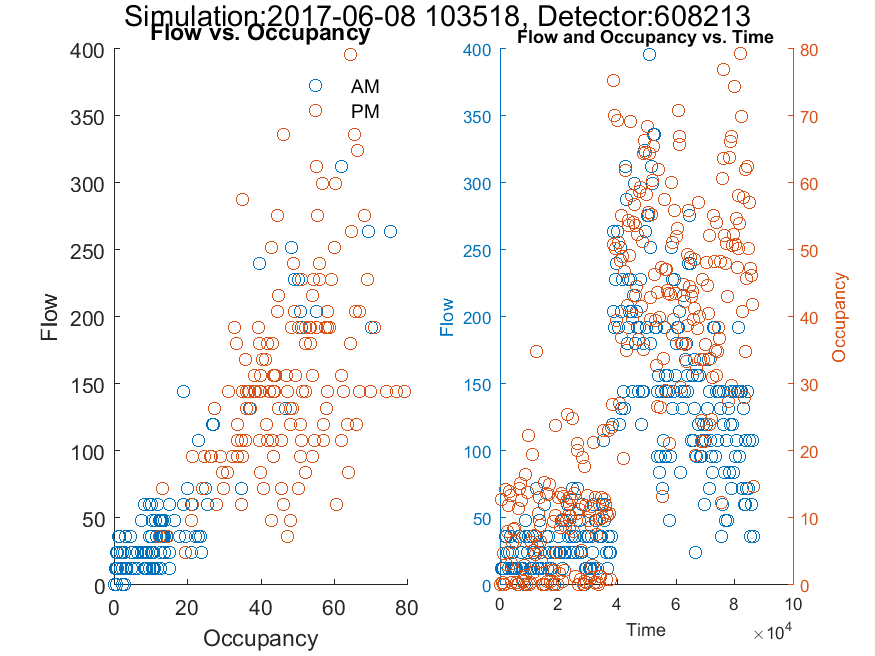 Simulation:2017-06-08 103518, Detector:608213
Flow vs. Occupancy
400
350
300
250
200
150
100
50
0
Flow
0 20 40 60 80
Occupancy
AM
PM
Flow and Occupancy vs. Time
400
350
300
250
200
150
100
50
0
Flow
80
70
60
50
40
30
20
10
0
Occupancy
0 2 4 6 8 10
Time
×10^4